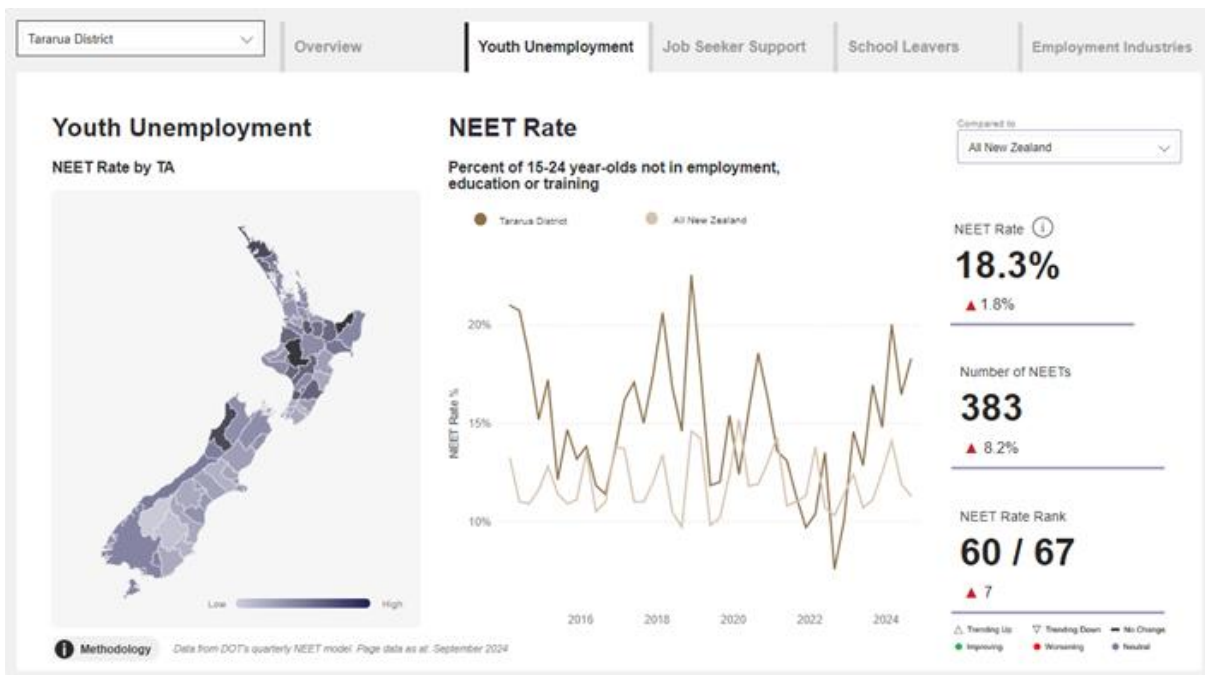 Tararua District
Overview
Youth Unemployment
Job Seeker Support
School Leavers
Employment Industries
Youth Unemployment
NEET Rate by TA
Low
High
NEET Rate
Percent of 15-24 year-olds not in employment,
education or training
Tararua District
All New Zealand
NEET Rate %
20%
15%
10%
2016
2018
2020
2022
2024
Compared to
All New Zealand
NEET Rate
18.3%
▲ 1.8%
Number of NEETs
383
▲ 8.2%
NEET Rate Rank
60 / 67
▲ 7
△ Trending Up ▽ Trending Down No Change
Improving Worsening Neutral
Methodology
Data from DOT's quarterly NEET model. Page data as at: September 2024